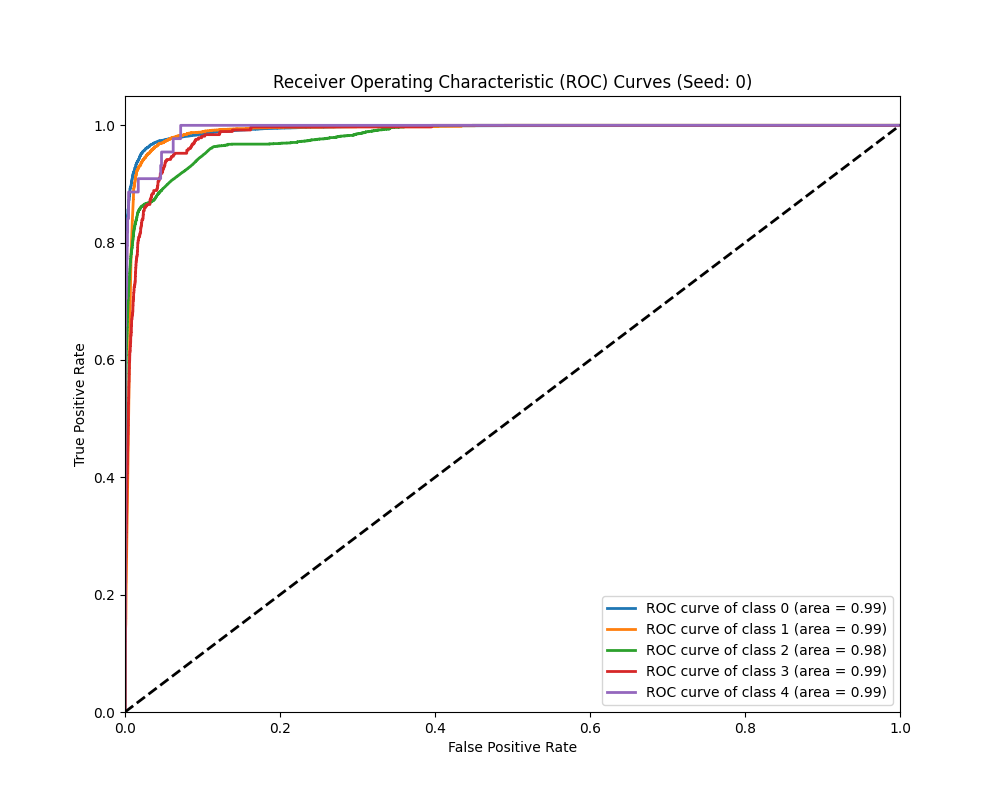 Receiver Operating Characteristic (ROC) Curves (Seed: 0)
True Positive Rate
1.0
0.8
0.6
0.4
0.2
0.0
0.0 0.2 0.4 0.6 0.8 1.0
False Positive Rate
ROC curve of class 0 (area = 0.99)
ROC curve of class 1 (area = 0.99)
ROC curve of class 2 (area = 0.98)
ROC curve of class 3 (area = 0.99)
ROC curve of class 4 (area = 0.99)